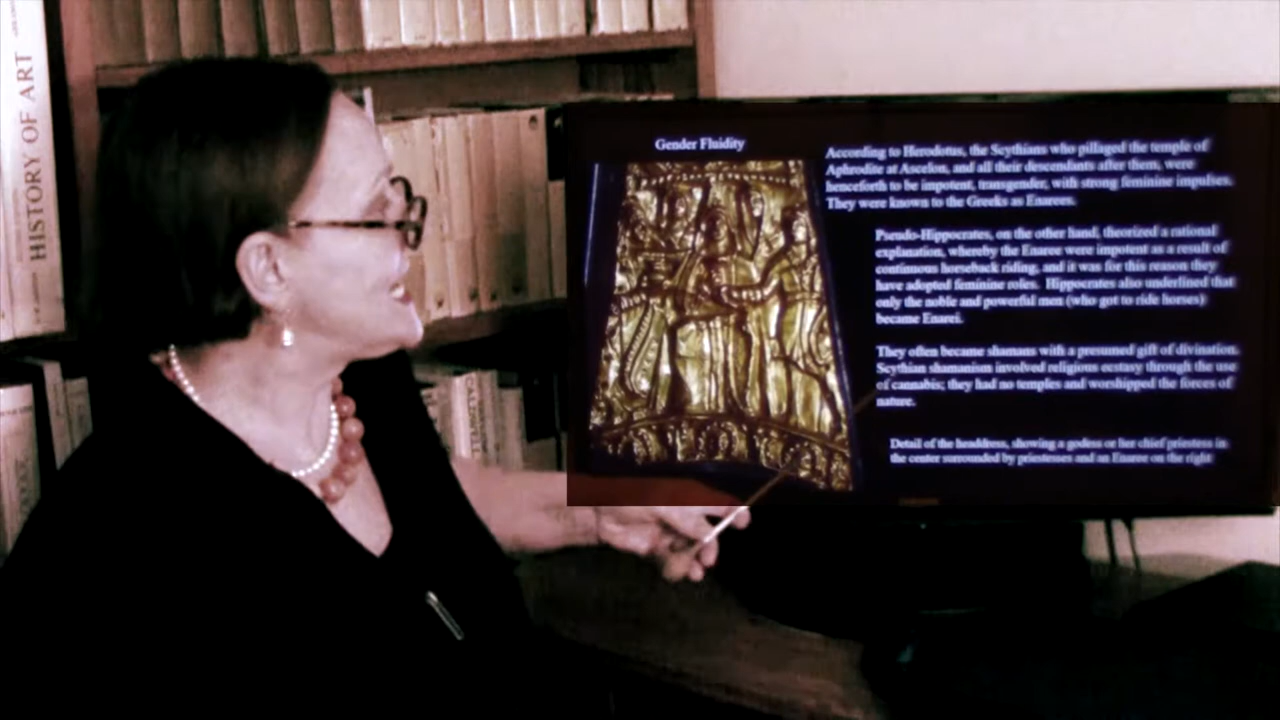 HISTORY OF ART
Gender Fluidity
According to Herodotus, the Scythians who pillaged the temple of
Aphrodite at Ascelon, and all their descendants after them, were
henceforth to be impotent, transgender, with strong feminine impulses.
They were known to the Greeks as Enarees.
Pseudo-Hippocrates, on the other hand, theorized a rational
explanation, whereby the Enaree were impotent as a result of
continuous horseback riding, and it was for this reason they
have adopted feminine roles. Hippocrates also underlined that
only the noble and powerful men (who got to ride horses)
became Enarei.
They often became shamans with a presumed gift of divination.
Scythian shamanism involved religious ecstasy through the use
of cannabis; they had no temples and worshipped the forces of
nature.
Detail of the headdress, showing a godess or her chief priestess in
the center surrounded by priestesses and an Enaree on the right